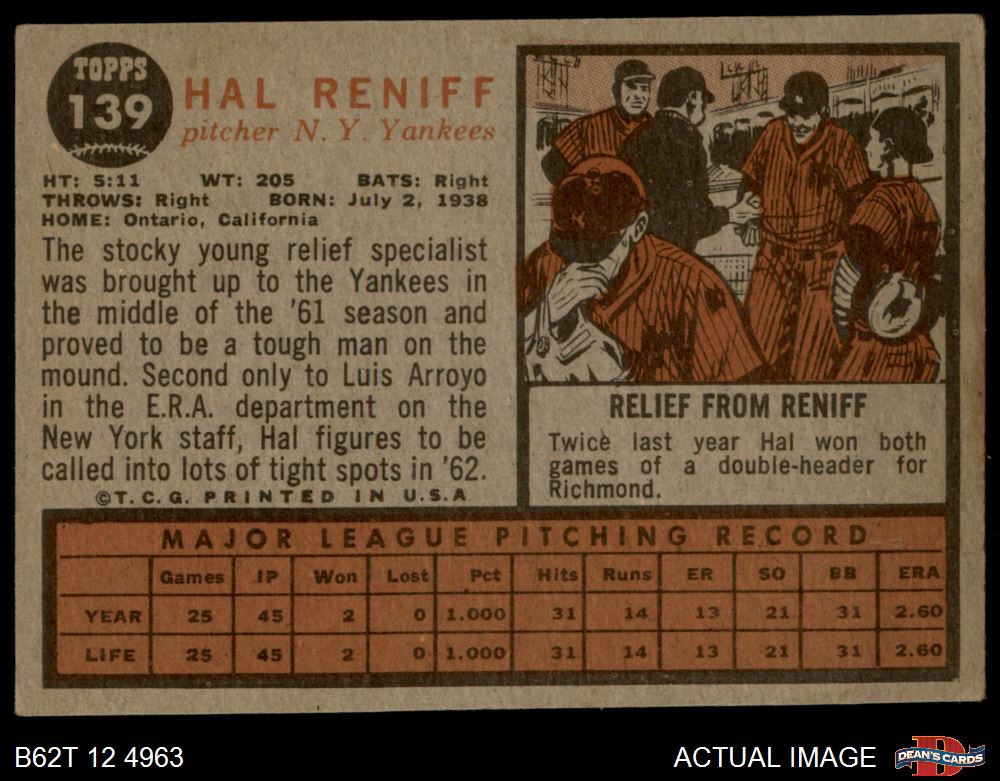 TOPPS
139
HAL RENIFF
pitcher N. Y. Yankees
HT: 5:11 WT: 205 BATS: Right
THROWS: Right BORN: July 2, 1938
HOME: Ontario, California
The stocky young relief specialist
was brought up to the Yankees in
the middle of the '61 season and
proved to be a tough man on the
mound. Second only to Luis Arroyo
in the E.R.A. department on the
New York staff, Hal figures to be
called into lots of tight spots in '62.
©T.C.G. PRINTED IN U.S.A
RELIEF FROM RENIFF
Twice last year Hal won both
games of a double-header for
Richmond.
MAJOR LEAGUE PITCHING RECORD
Games IP Won Lost Pct Hits Runs ER SO BB ERA
YEAR 25 45 2 0 1.000 31 14 13 21 31 2.60
LIFE 25 45 2 0 1.000 31 14 13 21 31 2.60
B62T 12 4963 ACTUAL IMAGE D DEAN'S CARDS